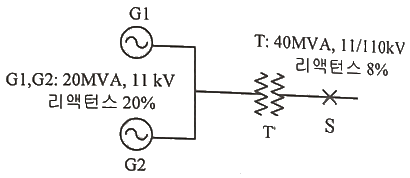 G1
T: 40MVA, 11/110kV
리액턴스 8%
G1,G2: 20MVA, 11 kV
리액턴스 20%
T
S
G2